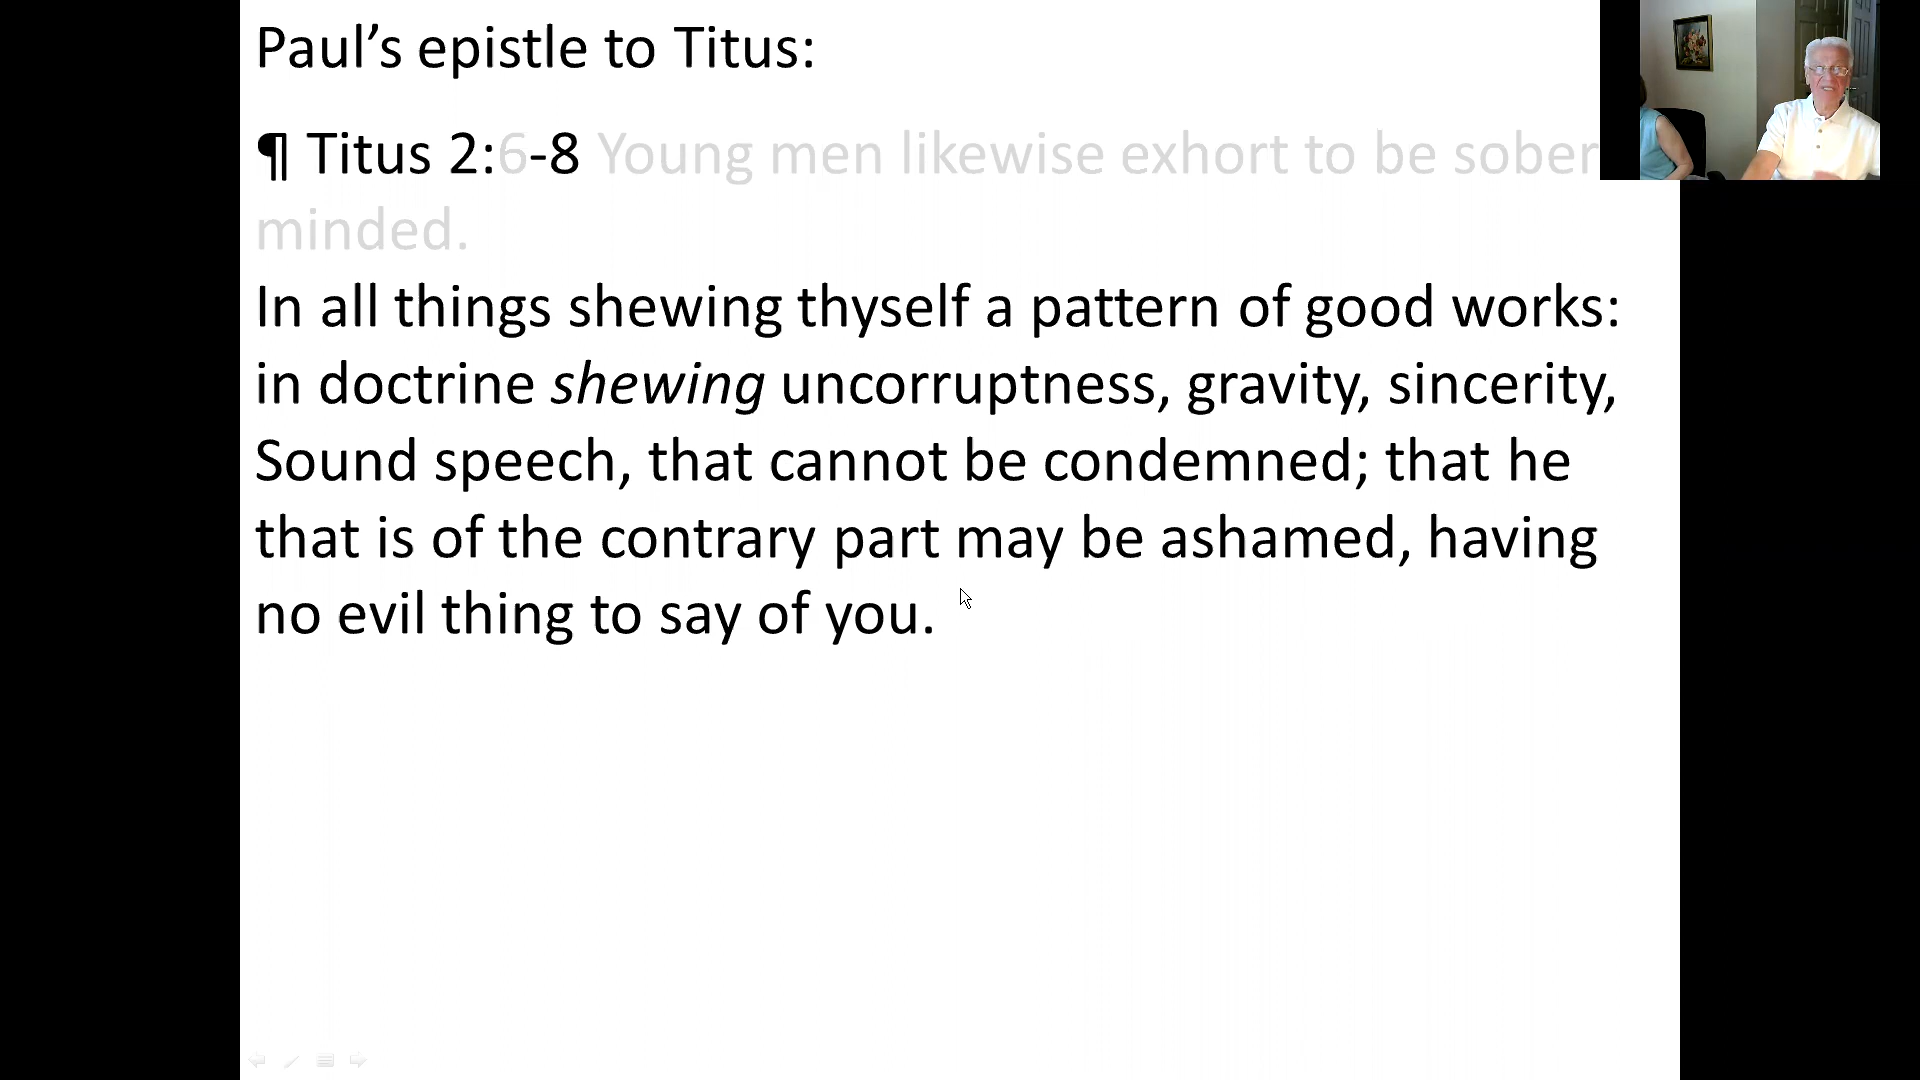 Paul’s epistle to Titus:
¶ Titus 2:6-8 Young men likewise exhort to be sober
minded.
In all things shewing thyself a pattern of good works:
in doctrine shewing uncorruptness, gravity, sincerity,
Sound speech, that cannot be condemned; that he
that is of the contrary part may be ashamed, having
no evil thing to say of you.